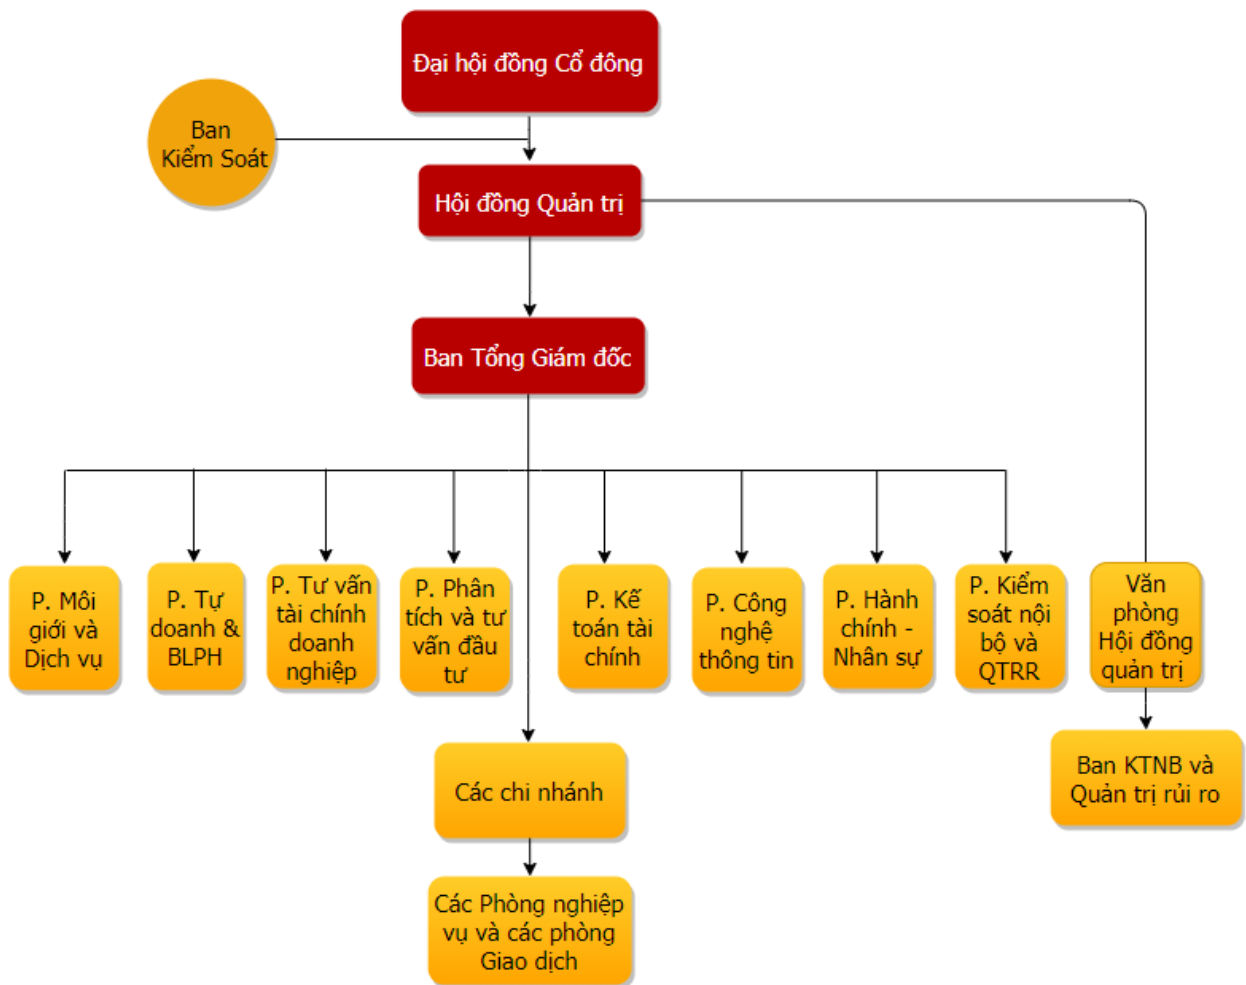 Đại hội đồng Cổ đông
Ban
Kiểm Soát
Hội đồng Quản trị
Ban Tổng Giám đốc
P. Môi
giới và
Dịch vụ
P. Tự
doanh &
BLPH
P. Tư vấn
tài chính
doanh
nghiệp
P. Phân
tích và tư
vấn đầu
tư
P. Kế
toán tài
chính
P. Công
nghệ
thông tin
P. Hành
chính -
Nhân sự
P. Kiểm
soát nội
bộ và
QTRR
Văn
phòng
Hội đồng
quản trị
Ban KTNB và
Quản trị rủi ro
Các chi nhánh
Các Phòng nghiệp
vụ và các phòng
Giao dịch